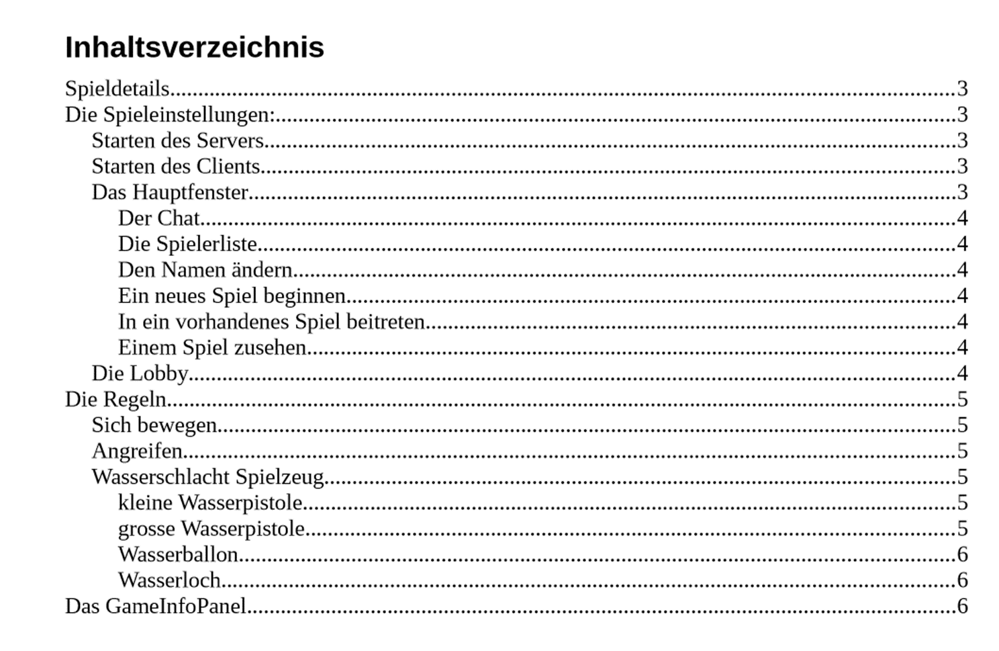 Inhaltsverzeichnis
Spieldetails....................3
Die Spieleinstellungen:....................3
Starten des Servers....................3
Starten des Clients....................3
Das Hauptfenster....................3
Der Chat....................4
Die Spielerliste....................4
Den Namen ändern....................4
Ein neues Spiel beginnen....................4
In ein vorhandenes Spiel beitreten....................4
Einem Spiel zusehen....................4
Die Lobby....................4
Die Regeln....................5
Sich bewegen....................5
Angreifen....................5
Wasserschlacht Spielzeug....................5
kleine Wasserpistole....................5
grosse Wasserpistole....................5
Wasserballon....................6
Wasserloch....................6
Das GameInfoPanel....................6